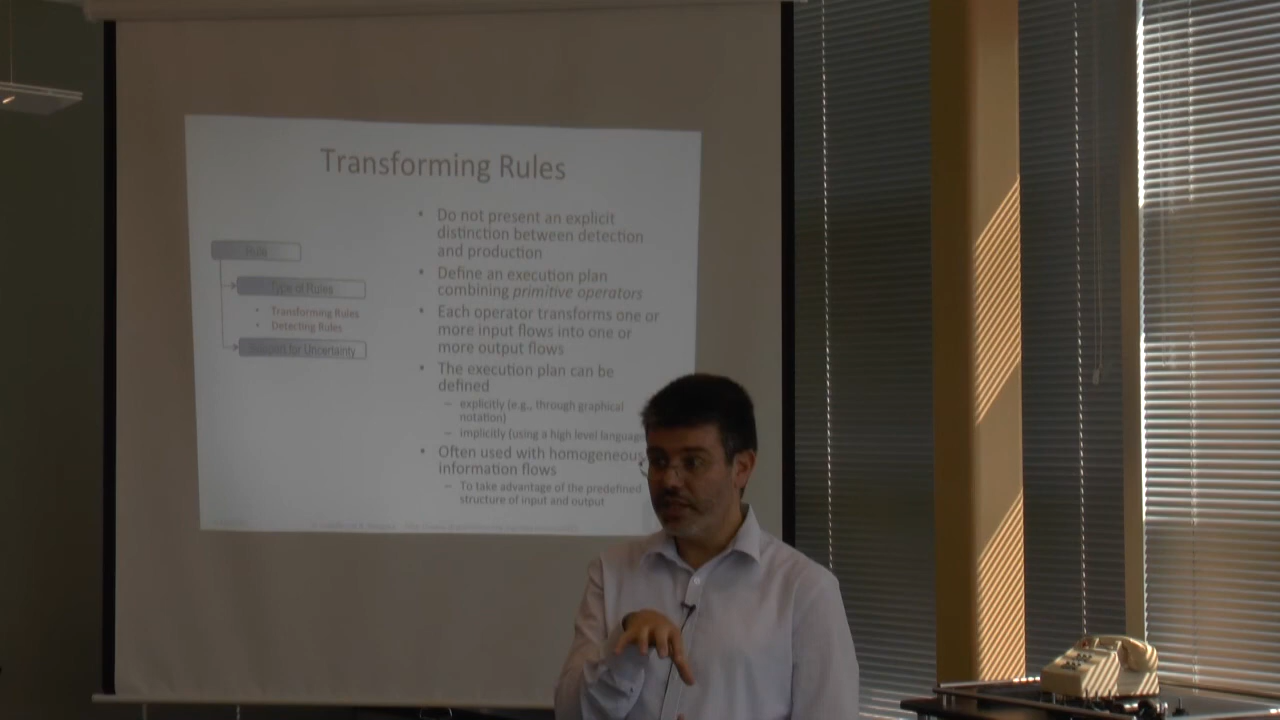 Transforming Rules
Rule
Type of Rules
• Transforming Rules
• Detecting Rules
Support for Uncertainty
• Do not present an explicit
distinction between detection
and production
• Define an execution plan
combining primitive operators
• Each operator transforms one or
more input flows into one or
more output flows
• The execution plan can be
defined
– explicitly (e.g., through graphical
notation)
– implicitly (using a high level language
• Often used with homogeneous
information flows
– To take advantage of the predefined
structure of input and output